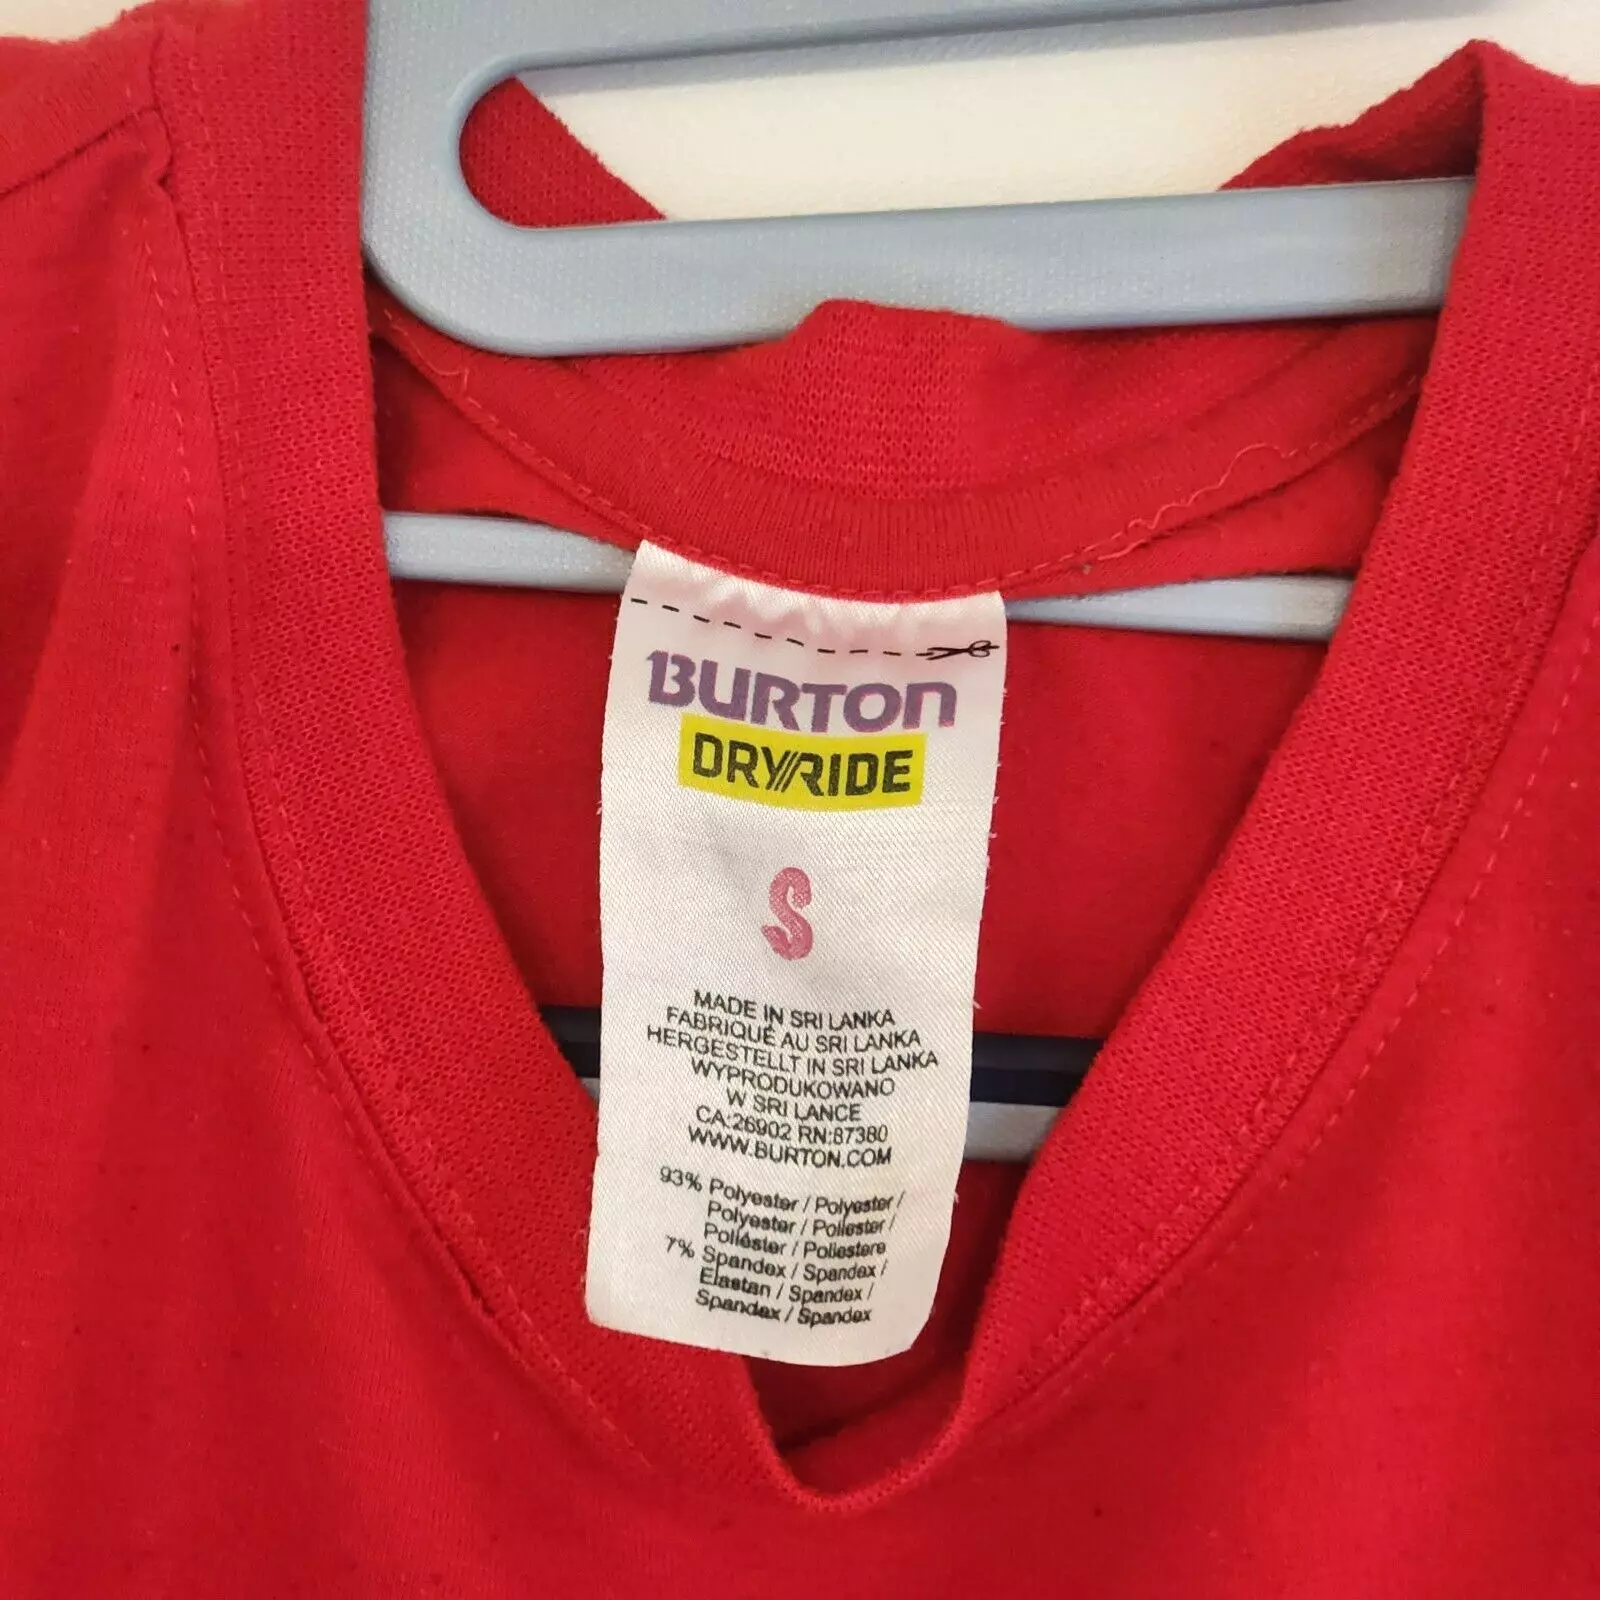 BURTON
DRYRIDE
S
MADE IN SRI LANKA
FABRIQUÉ AU SRI LANKA
HERGESTELLT IN SRI LANKA
WYPRODUKOWANO
W SRI LANCE
CA:26902 RN:87380
WWW.BURTON.COM
93% Polyester / Polyester /
Polyester / Poliester /
Poliéster / Poliestere
7% Spandex / Spandex /
Elastan / Spandex /
Spandex / Spandex